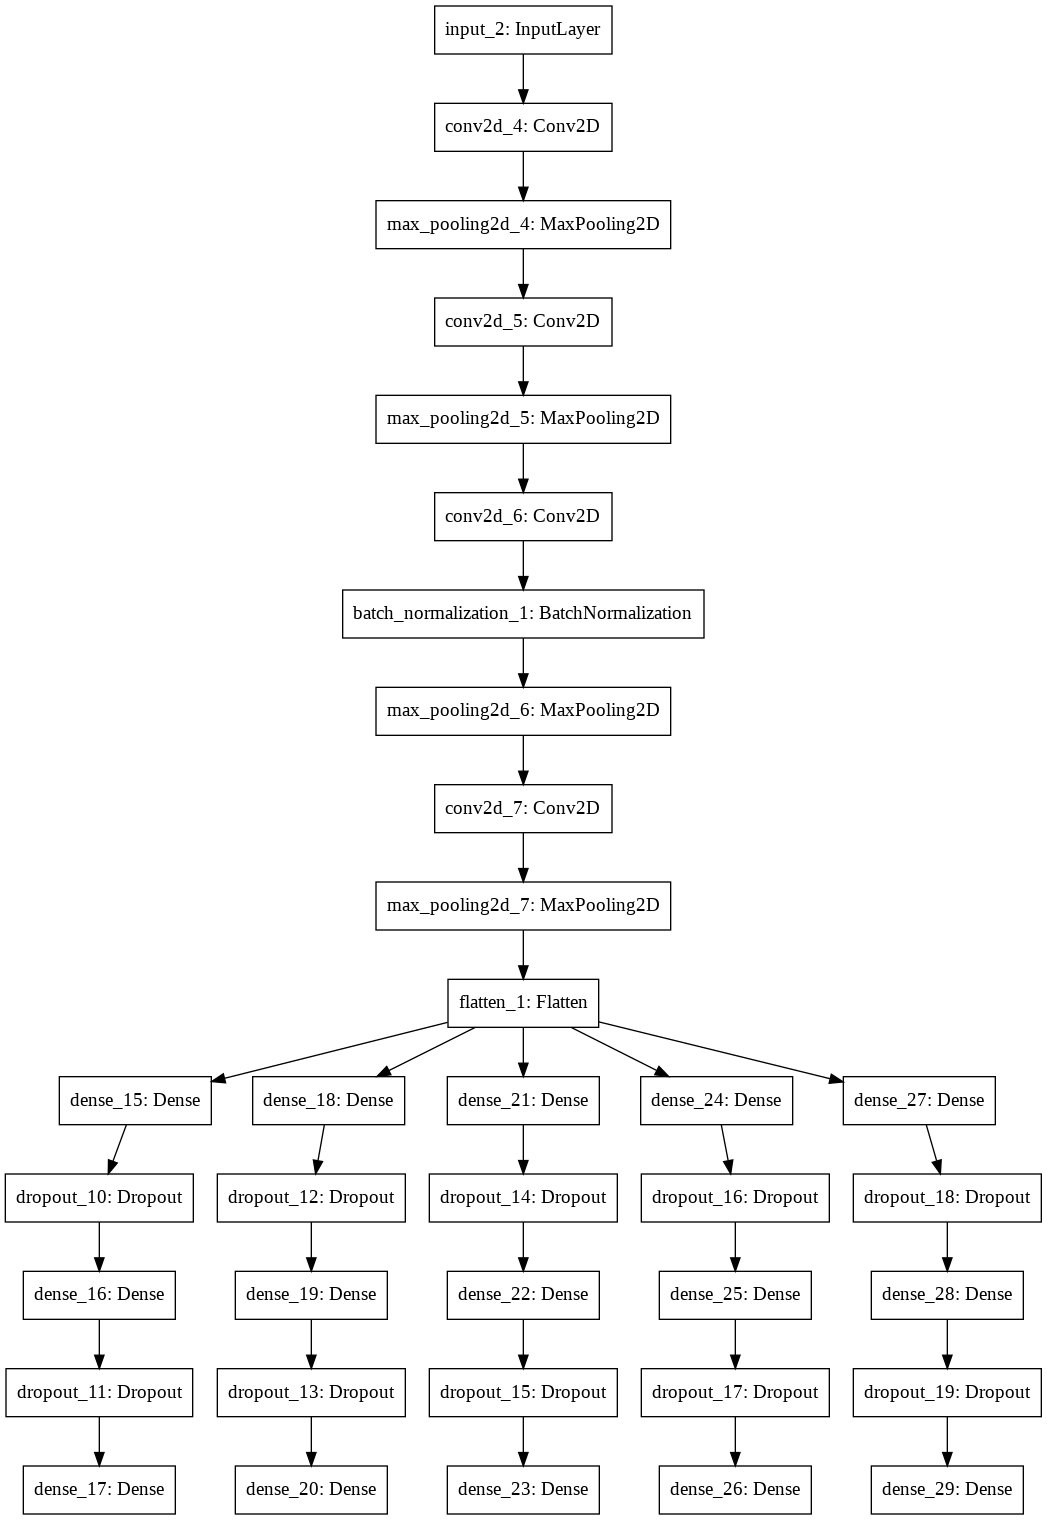 input_2: InputLayer
conv2d_4: Conv2D
max_pooling2d_4: MaxPooling2D
conv2d_5: Conv2D
max_pooling2d_5: MaxPooling2D
conv2d_6: Conv2D
batch_normalization_1: BatchNormalization
max_pooling2d_6: MaxPooling2D
conv2d_7: Conv2D
max_pooling2d_7: MaxPooling2D
flatten_1: Flatten
dense_15: Dense
dense_18: Dense
dense_21: Dense
dense_24: Dense
dense_27: Dense
dropout_10: Dropout
dropout_12: Dropout
dropout_14: Dropout
dropout_16: Dropout
dropout_18: Dropout
dense_16: Dense
dense_19: Dense
dense_22: Dense
dense_25: Dense
dense_28: Dense
dropout_11: Dropout
dropout_13: Dropout
dropout_15: Dropout
dropout_17: Dropout
dropout_19: Dropout
dense_17: Dense
dense_20: Dense
dense_23: Dense
dense_26: Dense
dense_29: Dense